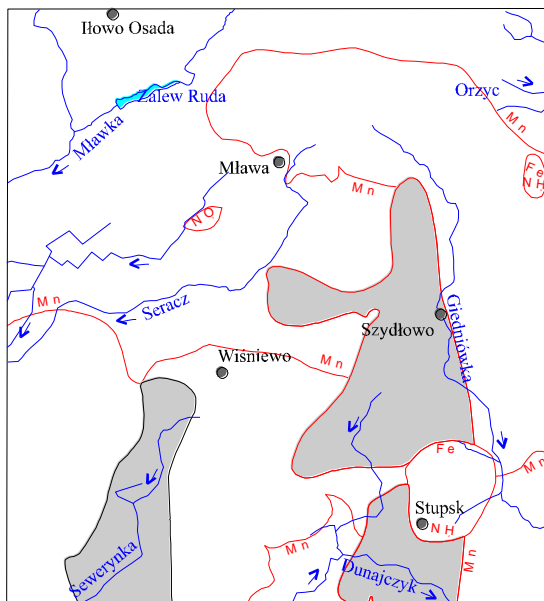 Iłowo Osada
Zalew Ruda
Orzyc
Mn
Mławka
Mława
Fe
NH
Mn
NO
Mn
Seracz
Giedniówka
Szydłowo
Wiśniewo
Mn
Fe
Mn
Stupsk
NH
Mn
Mn
Sewerynka
Dunajczyk
A